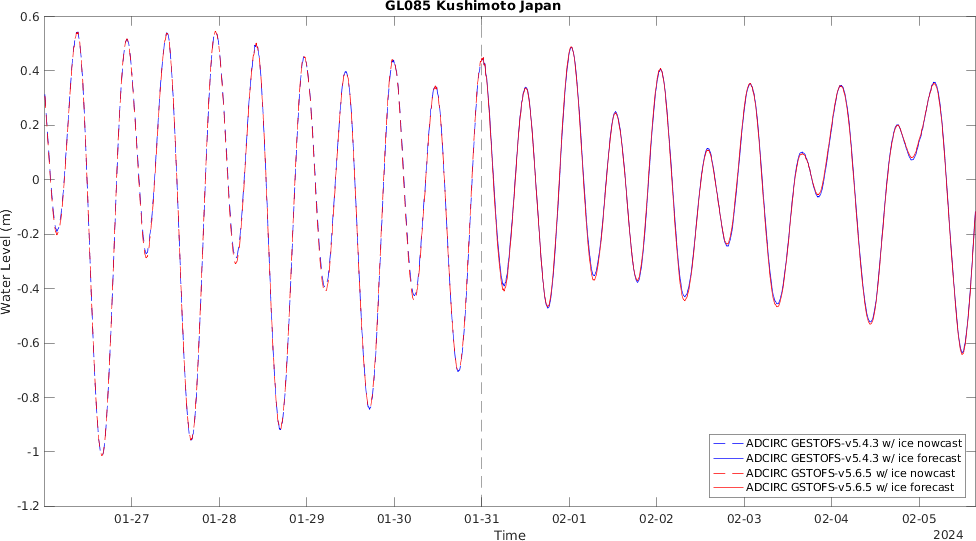 GL085 Kushimoto Japan
0.6
0.4
0.2
0
-0.2
-0.4
-0.6
-0.8
-1
-1.2
Water Level (m)
ADCIRC GESTOFS-v5.4.3 w/ ice nowcast
ADCIRC GESTOFS-v5.4.3 w/ ice forecast
ADCIRC GSTOFS-v5.6.5 w/ ice nowcast
ADCIRC GSTOFS-v5.6.5 w/ ice forecast
01-27 01-28 01-29 01-30 01-31 02-01 02-02 02-03 02-04 02-05
Time
2024